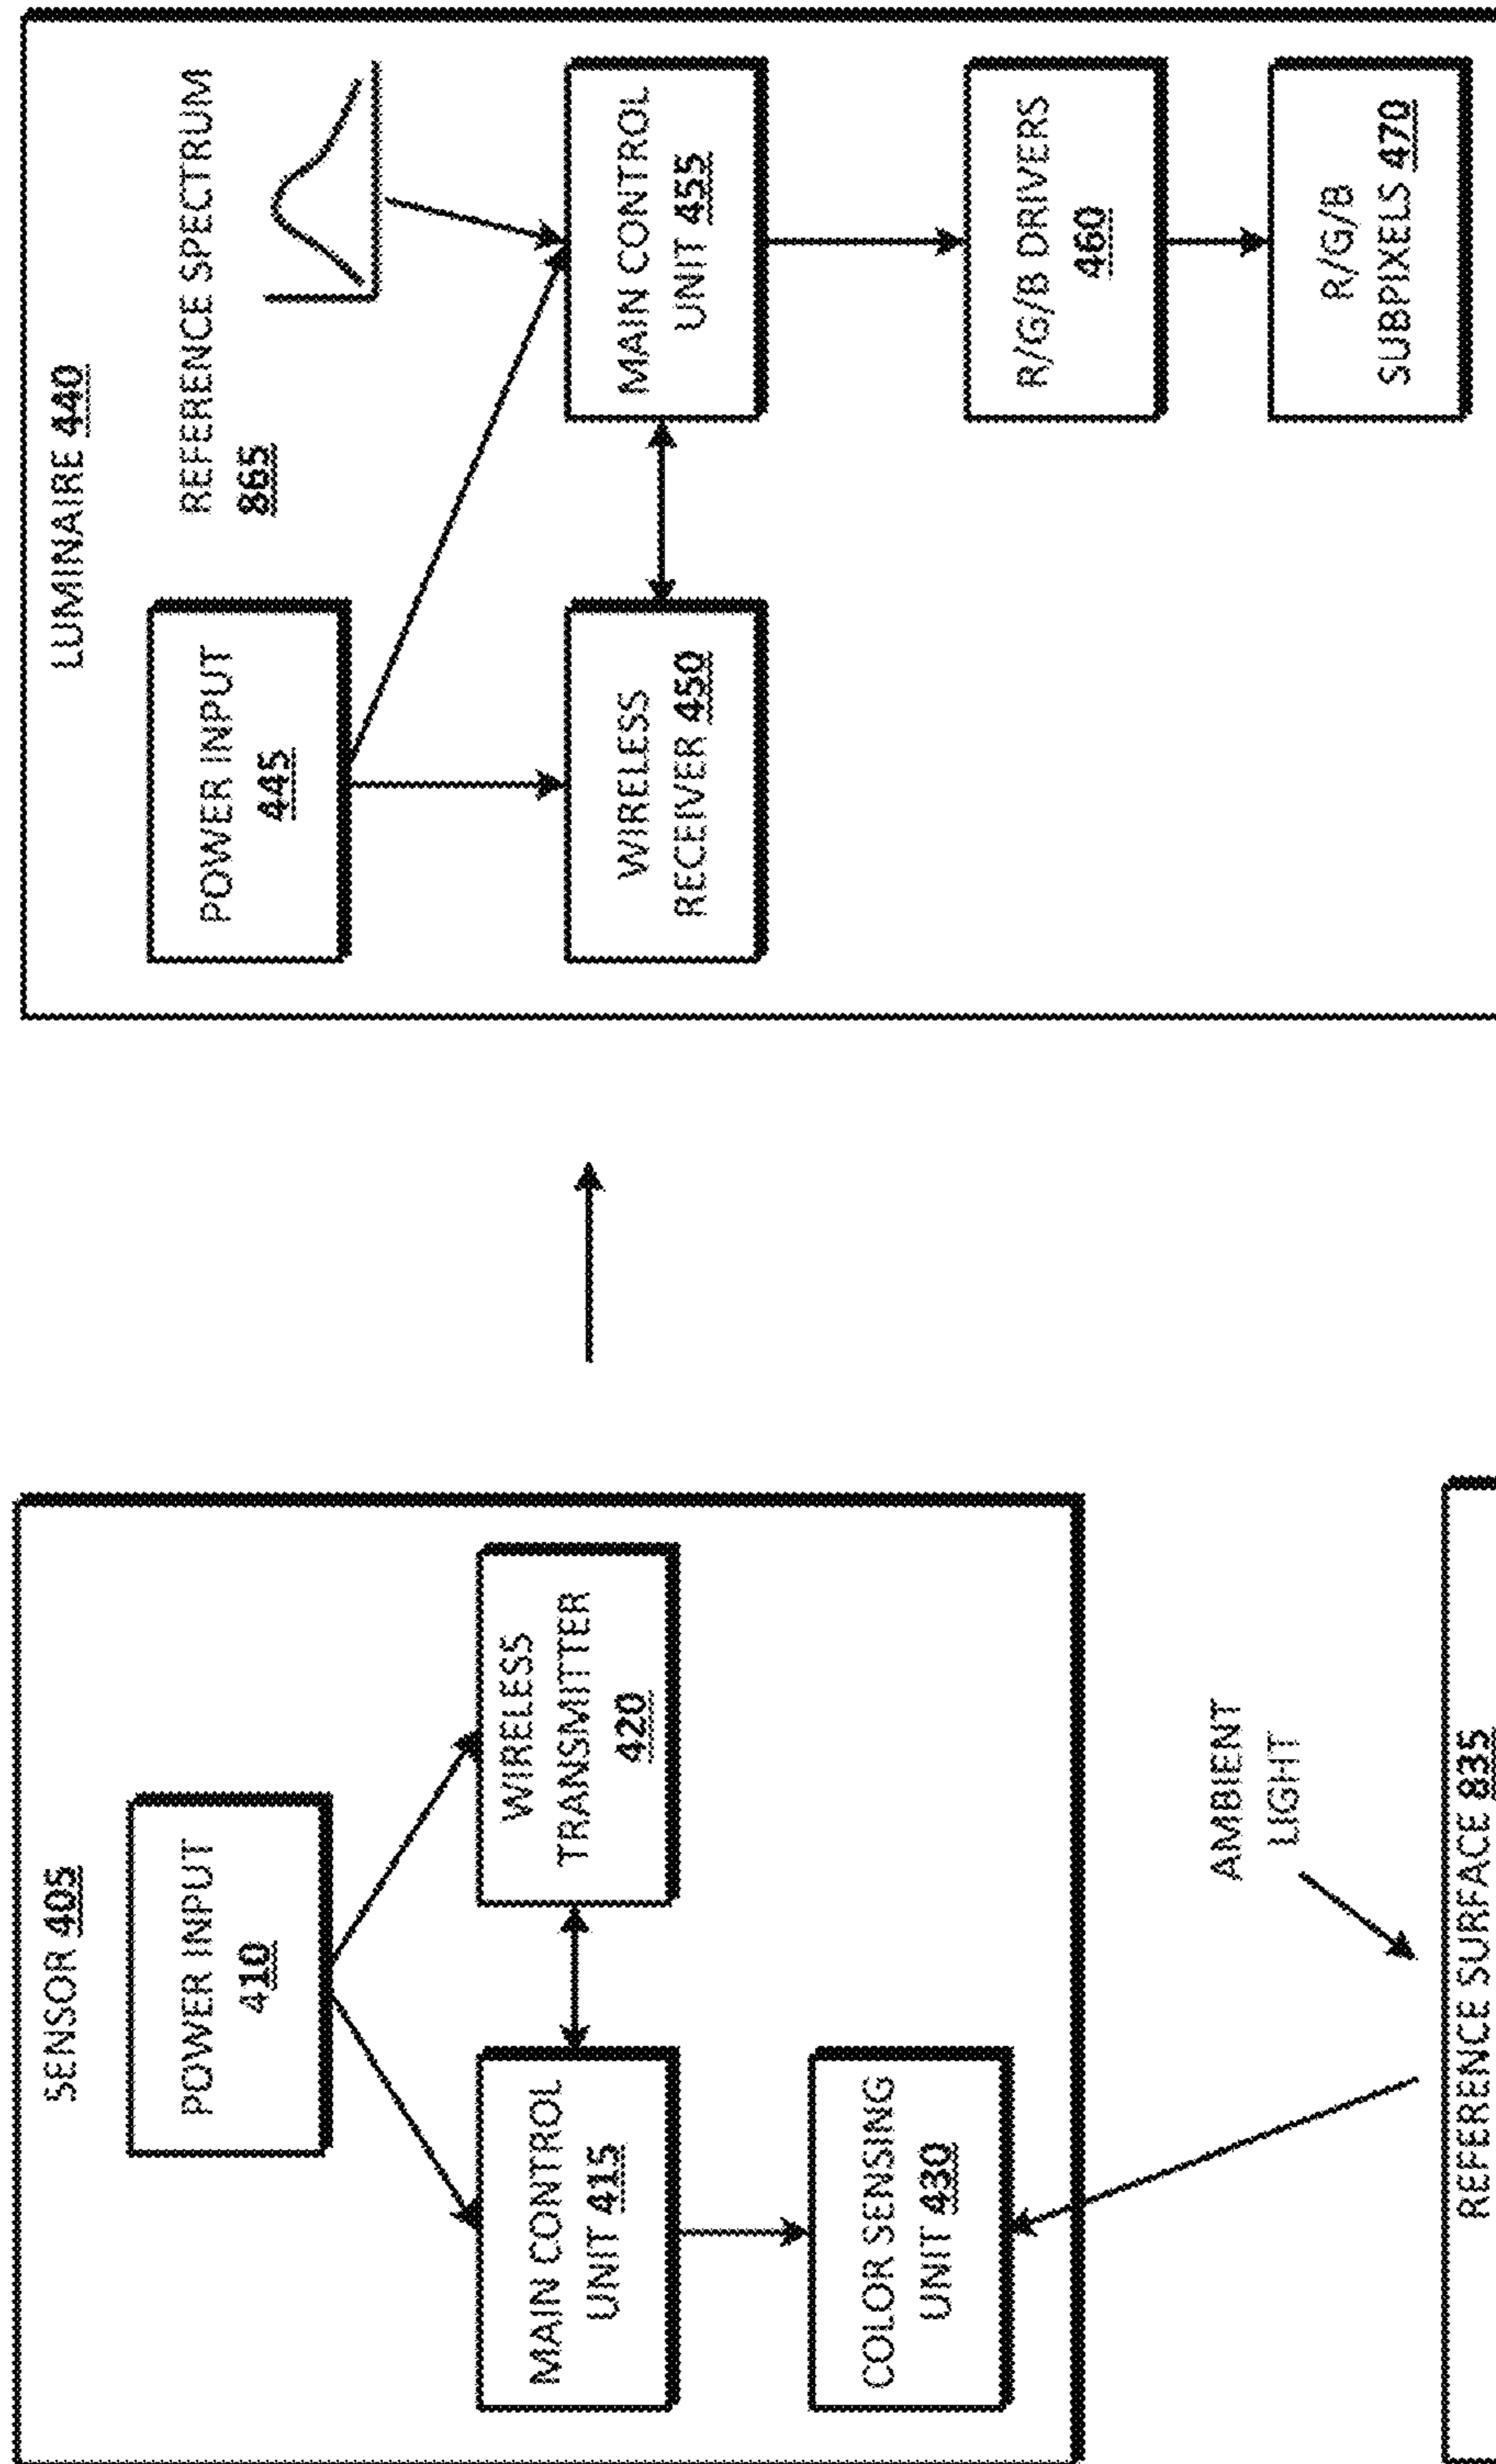 SENSOR 405
POWER INPUT
410
MAIN CONTROL
UNIT 415
WIRELESS
TRANSMITTER
420
COLOR SENSING
UNIT 430
AMBIENT
LIGHT
REFERENCE SURFACE 835
LUMINAIRE 440
POWER INPUT
445
REFERENCE SPECTRUM
865
WIRELESS
RECEIVER 450
MAIN CONTROL
UNIT 455
R/G/B DRIVERS
460
R/G/B
SUBPIXELS 470